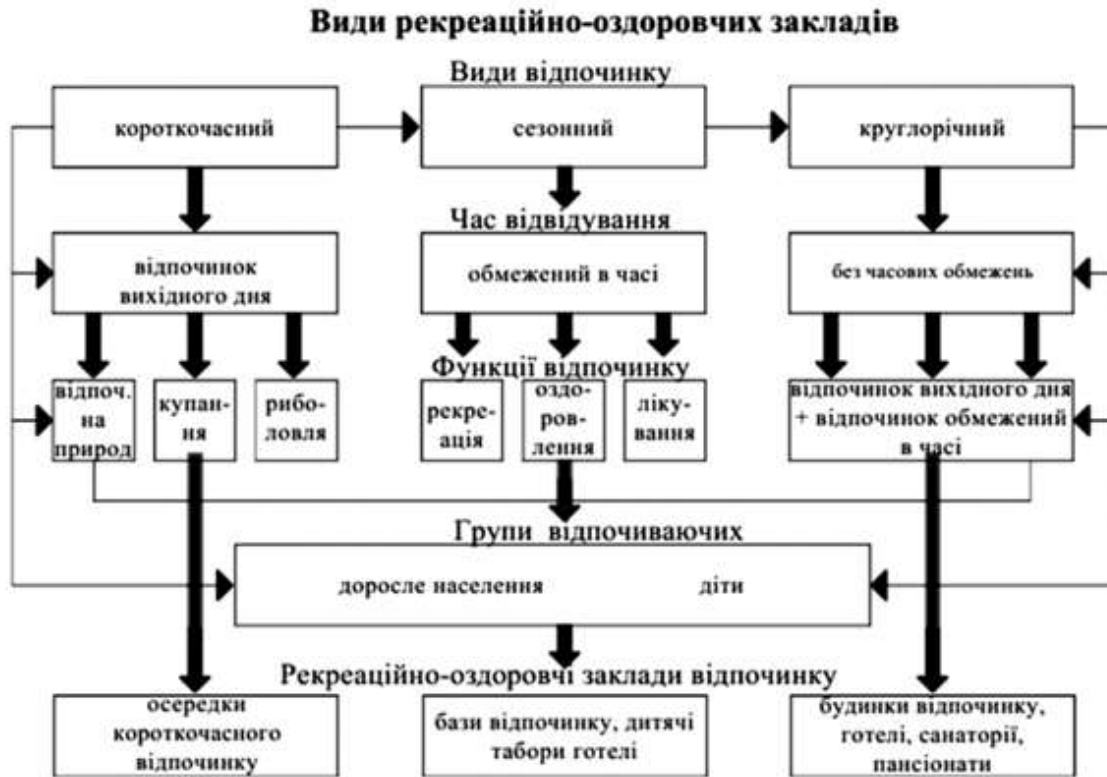 Види рекреаційно-оздоровчих закладів
Види відпочинку
короткочасний
сезонний
круглорічний
Час відвідування
відпочинок
вихідного дня
обмежений в часі
без часових обмежень
Функції відпочинку
відпоч.
на
природ
купан-
ня
рибо-
ловля
рекре-
ація
оздо-
ров-
лення
ліку-
вання
відпочинок вихідного дня
+ відпочинок обмежений
в часі
Групи відпочиваючих
доросле населення діти
Рекреаційно-оздоровчі заклади відпочинку
осередки
короткочасного
відпочинку
бази відпочинку, дитячі
табори готелі
будинки відпочинку,
готелі, санаторії,
пансіонати